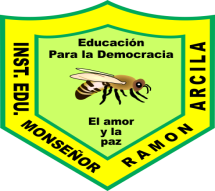 Educación
Para la Democracia
El amor
y la
paz
INST. EDU.
MONSEÑOR
RAMON
ARCILA